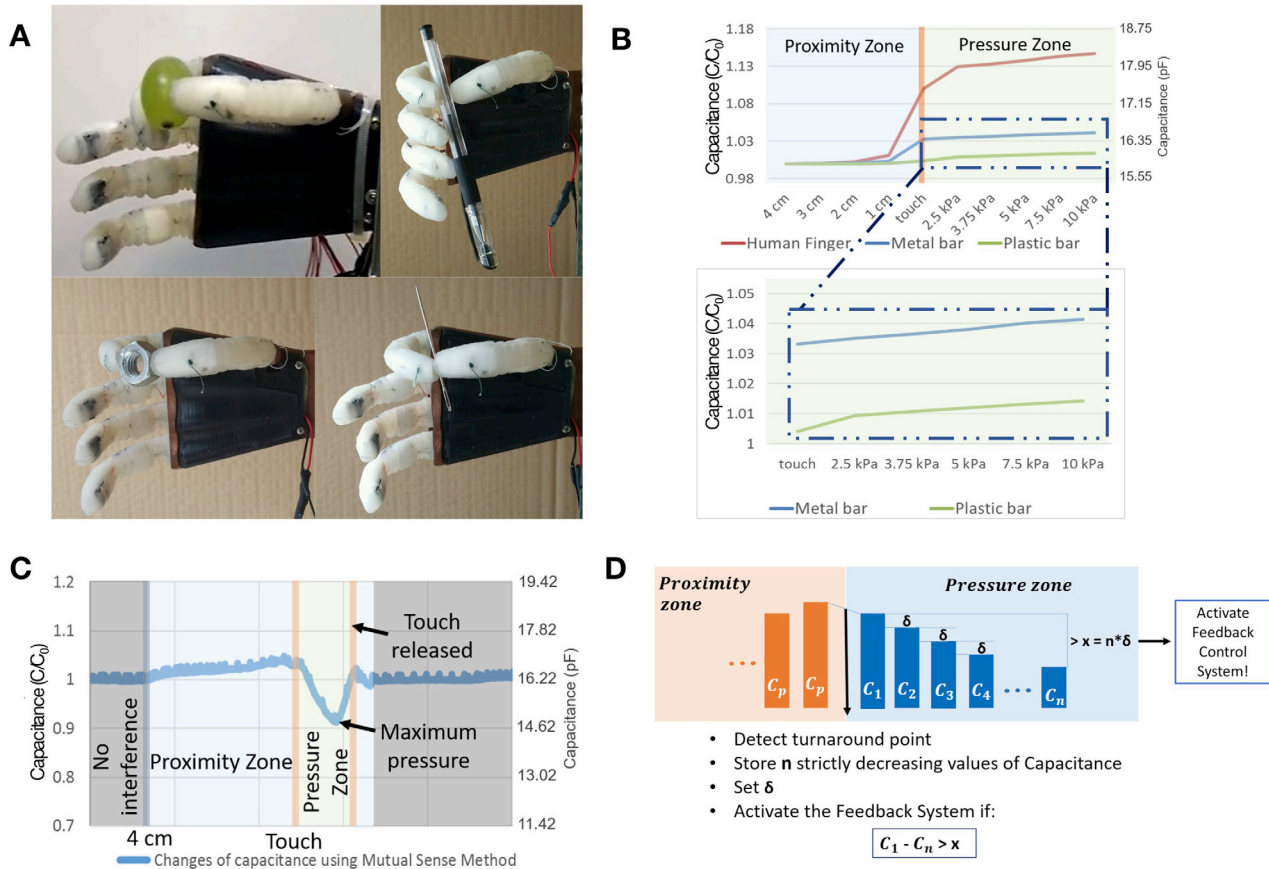 A
B
Capacitance (C/C₀)
1.18
1.13
1.08
1.03
0.98
Proximity Zone
Pressure Zone
18.75
17.95
17.15
16.35
15.55
Capacitance (pF)
4 cm
3 cm
2 cm
1 cm
touch
2.5 kPa
3.75 kPa
5 kPa
7.5 kPa
10 kPa
Human Finger
Metal bar
Plastic bar
Capacitance (C/C₀)
1.05
1.04
1.03
1.02
1.01
1
touch
2.5 kPa
3.75 kPa
5 kPa
7.5 kPa
10 kPa
Metal bar
Plastic bar
C
Capacitance (C/C₀)
1.2
1.1
1
0.9
0.8
0.7
No
interference
Proximity Zone
Pressure
Zone
Touch
released
Maximum
pressure
19.42
17.82
16.22
14.62
13.02
11.42
Capacitance (pF)
4 cm
Touch
Changes of capacitance using Mutual Sense Method
D
Proximity
zone
Pressure zone
δ
δ
δ
Cₚ
Cₚ
C₁
C₂
C₃
C₄
Cₙ
> x = n*δ
Activate
Feedback
Control
System!
• Detect turnaround point
• Store n strictly decreasing values of Capacitance
• Set δ
• Activate the Feedback System if:
C₁ - Cₙ > x